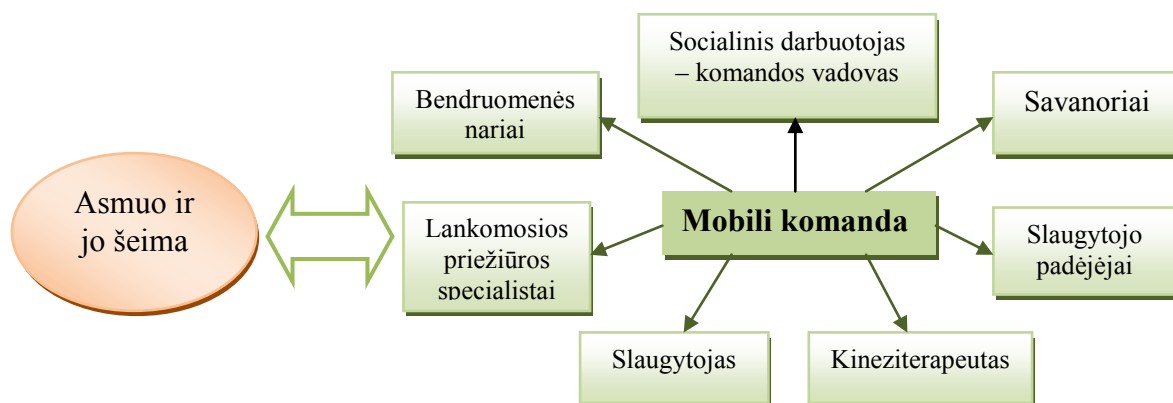 Socialinis darbuotojas
– komandos vadovas
Bendruomenės
nariai
Savanoriai
Asmuo ir
jo šeima
Lankomosios
priežiūros
specialistai
Mobili komanda
Slaugytojo
padėjėjai
Slaugytojas
Kineziterapeutas